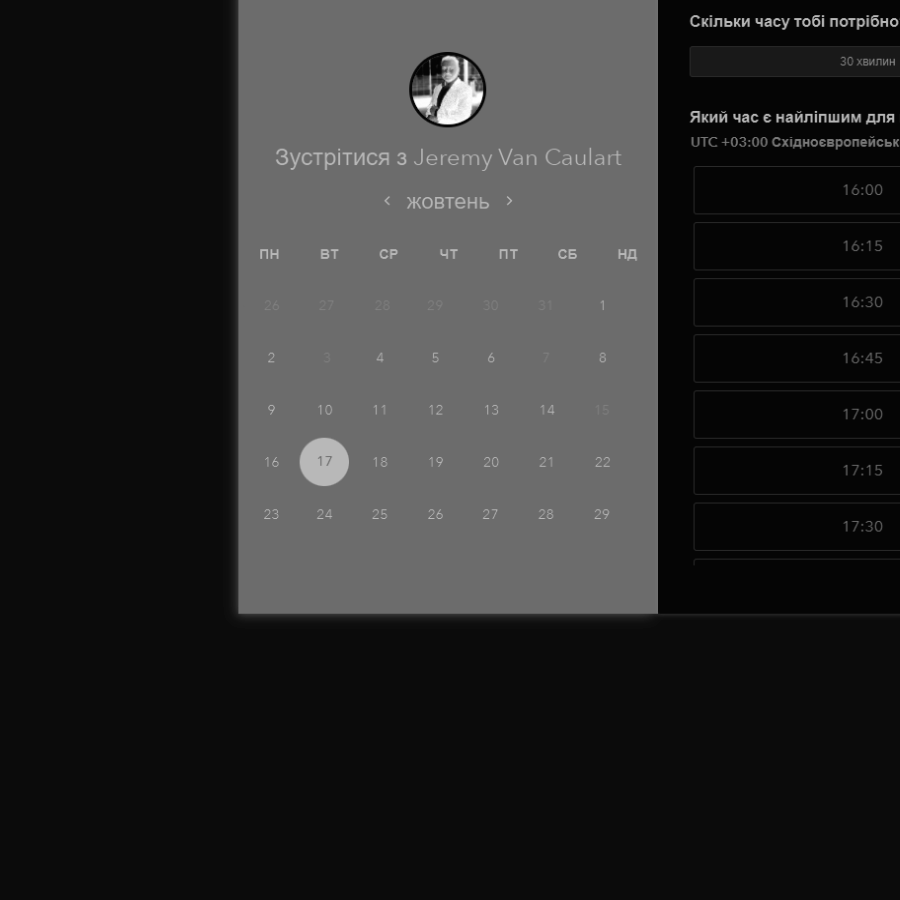 Зустрітися з Jeremy Van Caulart
‹ жовтень ›
ПН ВТ СР ЧТ ПТ СБ НД
26 27 28 29 30 31 1
2 3 4 5 6 7 8
9 10 11 12 13 14 15
16 17 18 19 20 21 22
23 24 25 26 27 28 29
Скільки часу тобі потрібно
30 хвилин
Який час є найліпшим для
UTC +03:00 Східноєвропейськ
16:00
16:15
16:30
16:45
17:00
17:15
17:30